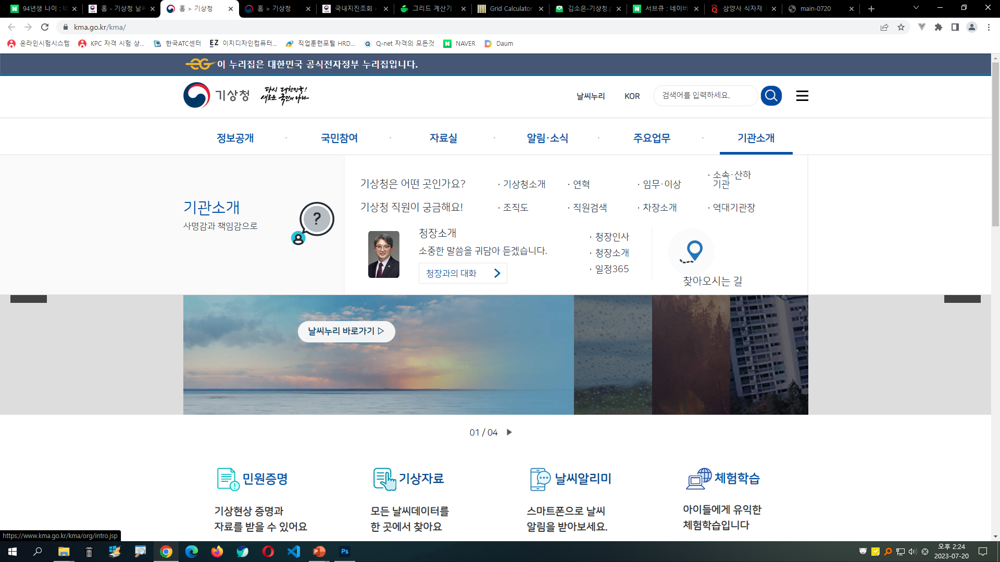 94년생 나이 : 네
홈 - 기상청 날씨
홈 > 기상청
홈 > 기상청
국내지진조회 -
그리드 계산기 :
Grid Calculator
김소은-기상청.p
서브큐 : 네이버
삼양사 식자재
main-0720
kma.go.kr/kma/
온라인시험시스템
KPC 자격 시험 상...
한국ATC센터
EZ 이지디자인컴퓨터...
직업훈련포털 HRD...
Q-net 자격의 모든것
NAVER
Daum
이 누리집은 대한민국 공식전자정부 누리집입니다.
기상청
다시 대한민국!
새로운 국민의 나라
날씨누리
KOR
검색어를 입력하세요.
정보공개 · 국민참여 · 자료실 · 알림·소식 · 주요업무 · 기관소개
기관소개
사명감과 책임감으로
?
기상청은 어떤 곳인가요?
· 기상청소개
· 연혁
· 임무·이상
· 소속·산하
기관
기상청 직원이 궁금해요!
· 조직도
· 직원검색
· 차장소개
· 역대기관장
청장소개
소중한 말씀을 귀담아 듣겠습니다.
청장과의 대화
· 청장인사
· 청장소개
· 일정365
찾아오시는 길
날씨누리 바로가기 ▷
01 / 04
민원증명
기상현상 증명과
자료를 받을 수 있어요
기상자료
모든 날씨데이터를
한 곳에서 찾아요
날씨알리미
스마트폰으로 날씨
알림을 받아보세요.
체험학습
아이들에게 유익한
체험학습입니다
https://www.kma.go.kr/kma/org/intro.jsp
Ps
오후 2:24
2023-07-20